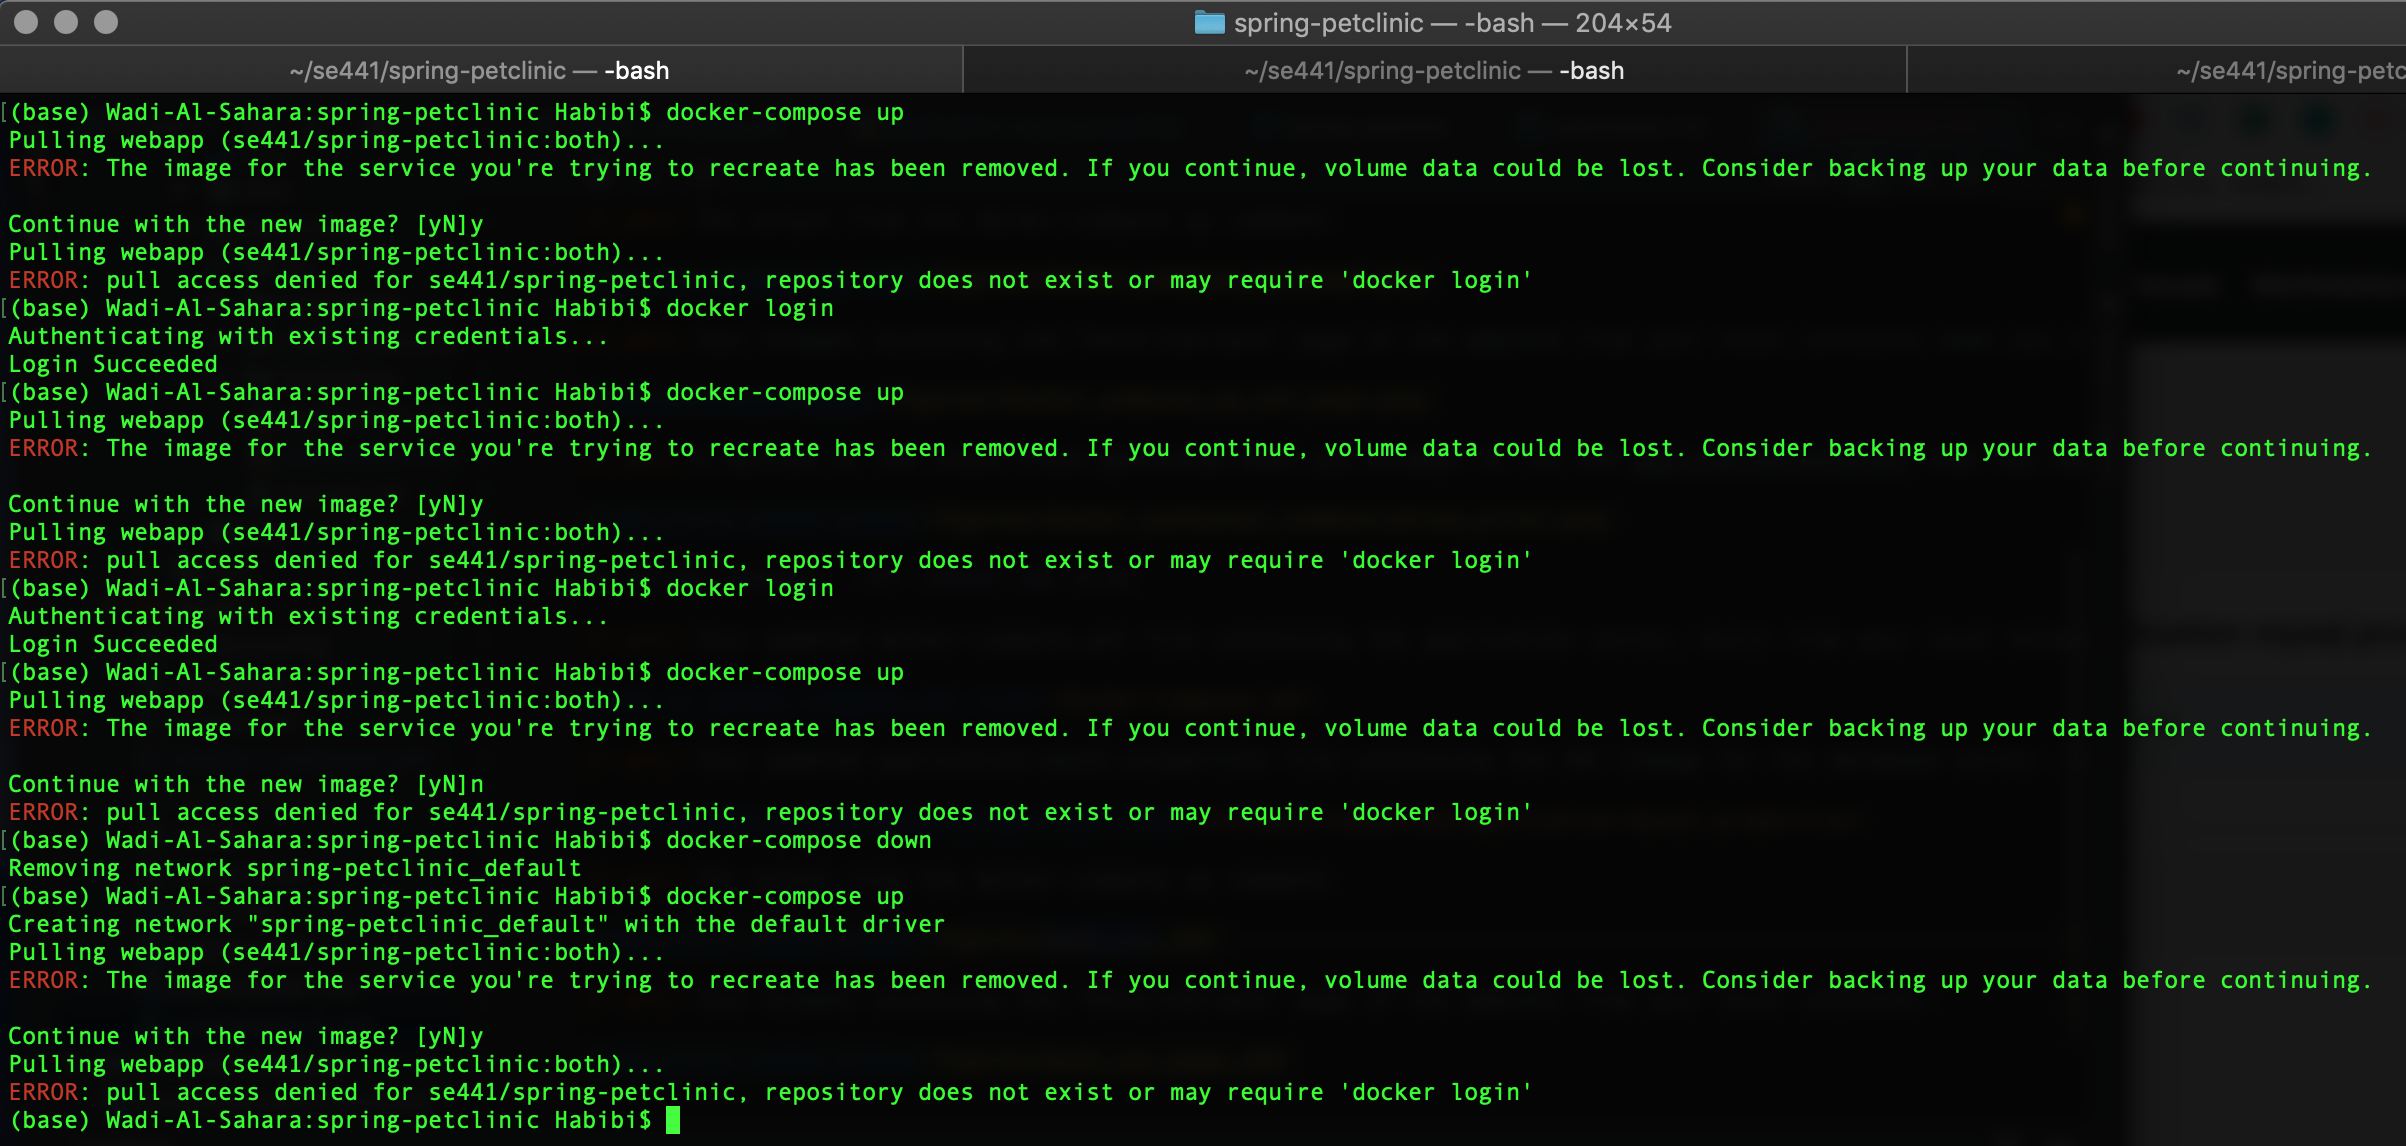 spring-petclinic — -bash — 204×54
~/se441/spring-petclinic — -bash
~/se441/spring-petclinic — -bash
~/se441/spring-petc
(base) Wadi-Al-Sahara:spring-petclinic Habibi$ docker-compose up
Pulling webapp (se441/spring-petclinic:both)...
ERROR: The image for the service you're trying to recreate has been removed. If you continue, volume data could be lost. Consider backing up your data before continuing.
Continue with the new image? [yN]y
Pulling webapp (se441/spring-petclinic:both)...
ERROR: pull access denied for se441/spring-petclinic, repository does not exist or may require 'docker login'
(base) Wadi-Al-Sahara:spring-petclinic Habibi$ docker login
Authenticating with existing credentials...
Login Succeeded
(base) Wadi-Al-Sahara:spring-petclinic Habibi$ docker-compose up
Pulling webapp (se441/spring-petclinic:both)...
ERROR: The image for the service you're trying to recreate has been removed. If you continue, volume data could be lost. Consider backing up your data before continuing.
Continue with the new image? [yN]y
Pulling webapp (se441/spring-petclinic:both)...
ERROR: pull access denied for se441/spring-petclinic, repository does not exist or may require 'docker login'
(base) Wadi-Al-Sahara:spring-petclinic Habibi$ docker login
Authenticating with existing credentials...
Login Succeeded
(base) Wadi-Al-Sahara:spring-petclinic Habibi$ docker-compose up
Pulling webapp (se441/spring-petclinic:both)...
ERROR: The image for the service you're trying to recreate has been removed. If you continue, volume data could be lost. Consider backing up your data before continuing.
Continue with the new image? [yN]n
ERROR: pull access denied for se441/spring-petclinic, repository does not exist or may require 'docker login'
(base) Wadi-Al-Sahara:spring-petclinic Habibi$ docker-compose down
Removing network spring-petclinic_default
(base) Wadi-Al-Sahara:spring-petclinic Habibi$ docker-compose up
Creating network "spring-petclinic_default" with the default driver
Pulling webapp (se441/spring-petclinic:both)...
ERROR: The image for the service you're trying to recreate has been removed. If you continue, volume data could be lost. Consider backing up your data before continuing.
Continue with the new image? [yN]y
Pulling webapp (se441/spring-petclinic:both)...
ERROR: pull access denied for se441/spring-petclinic, repository does not exist or may require 'docker login'
(base) Wadi-Al-Sahara:spring-petclinic Habibi$